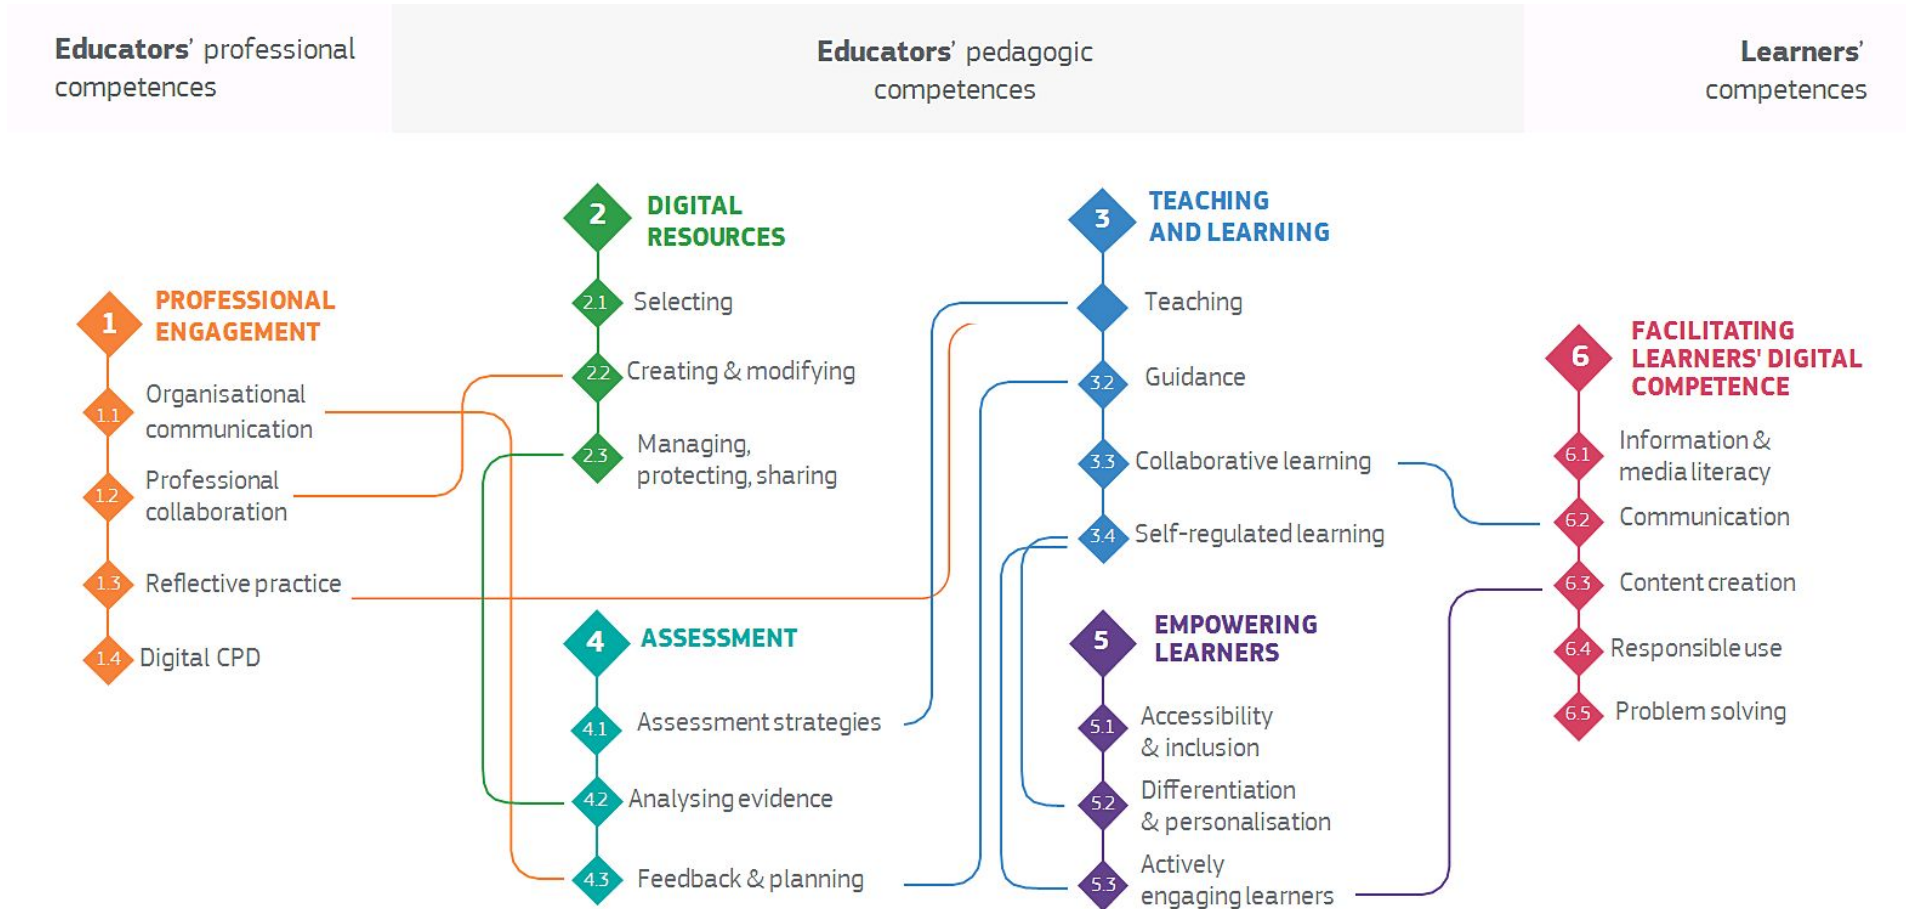 Educators' professional
competences
Educators' pedagogic
competences
Learners'
competences
1
PROFESSIONAL
ENGAGEMENT
1.1
Organisational
communication
1.2
Professional
collaboration
1.3
Reflective practice
1.4
Digital CPD
2
DIGITAL
RESOURCES
2.1
Selecting
2.2
Creating & modifying
2.3
Managing,
protecting, sharing
3
TEACHING
AND LEARNING
Teaching
3.2
Guidance
3.3
Collaborative learning
3.4
Self-regulated learning
4
ASSESSMENT
4.1
Assessment strategies
4.2
Analysing evidence
4.3
Feedback & planning
5
EMPOWERING
LEARNERS
5.1
Accessibility
& inclusion
5.2
Differentiation
& personalisation
5.3
Actively
engaging learners
6
FACILITATING
LEARNERS' DIGITAL
COMPETENCE
6.1
Information &
media literacy
6.2
Communication
6.3
Content creation
6.4
Responsible use
6.5
Problem solving